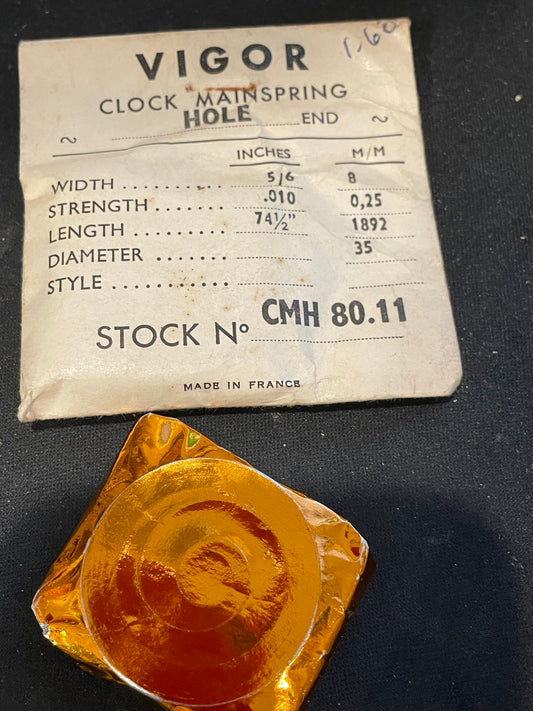 1,60
VIGOR
CLOCK MAINSPRING
~ HOLE END ~
INCHES M/M
WIDTH 5/6 8
STRENGTH .010 0,25
LENGTH 74½" 1892
DIAMETER 35
STYLE
STOCK Nº CMH 80.11
MADE IN FRANCE